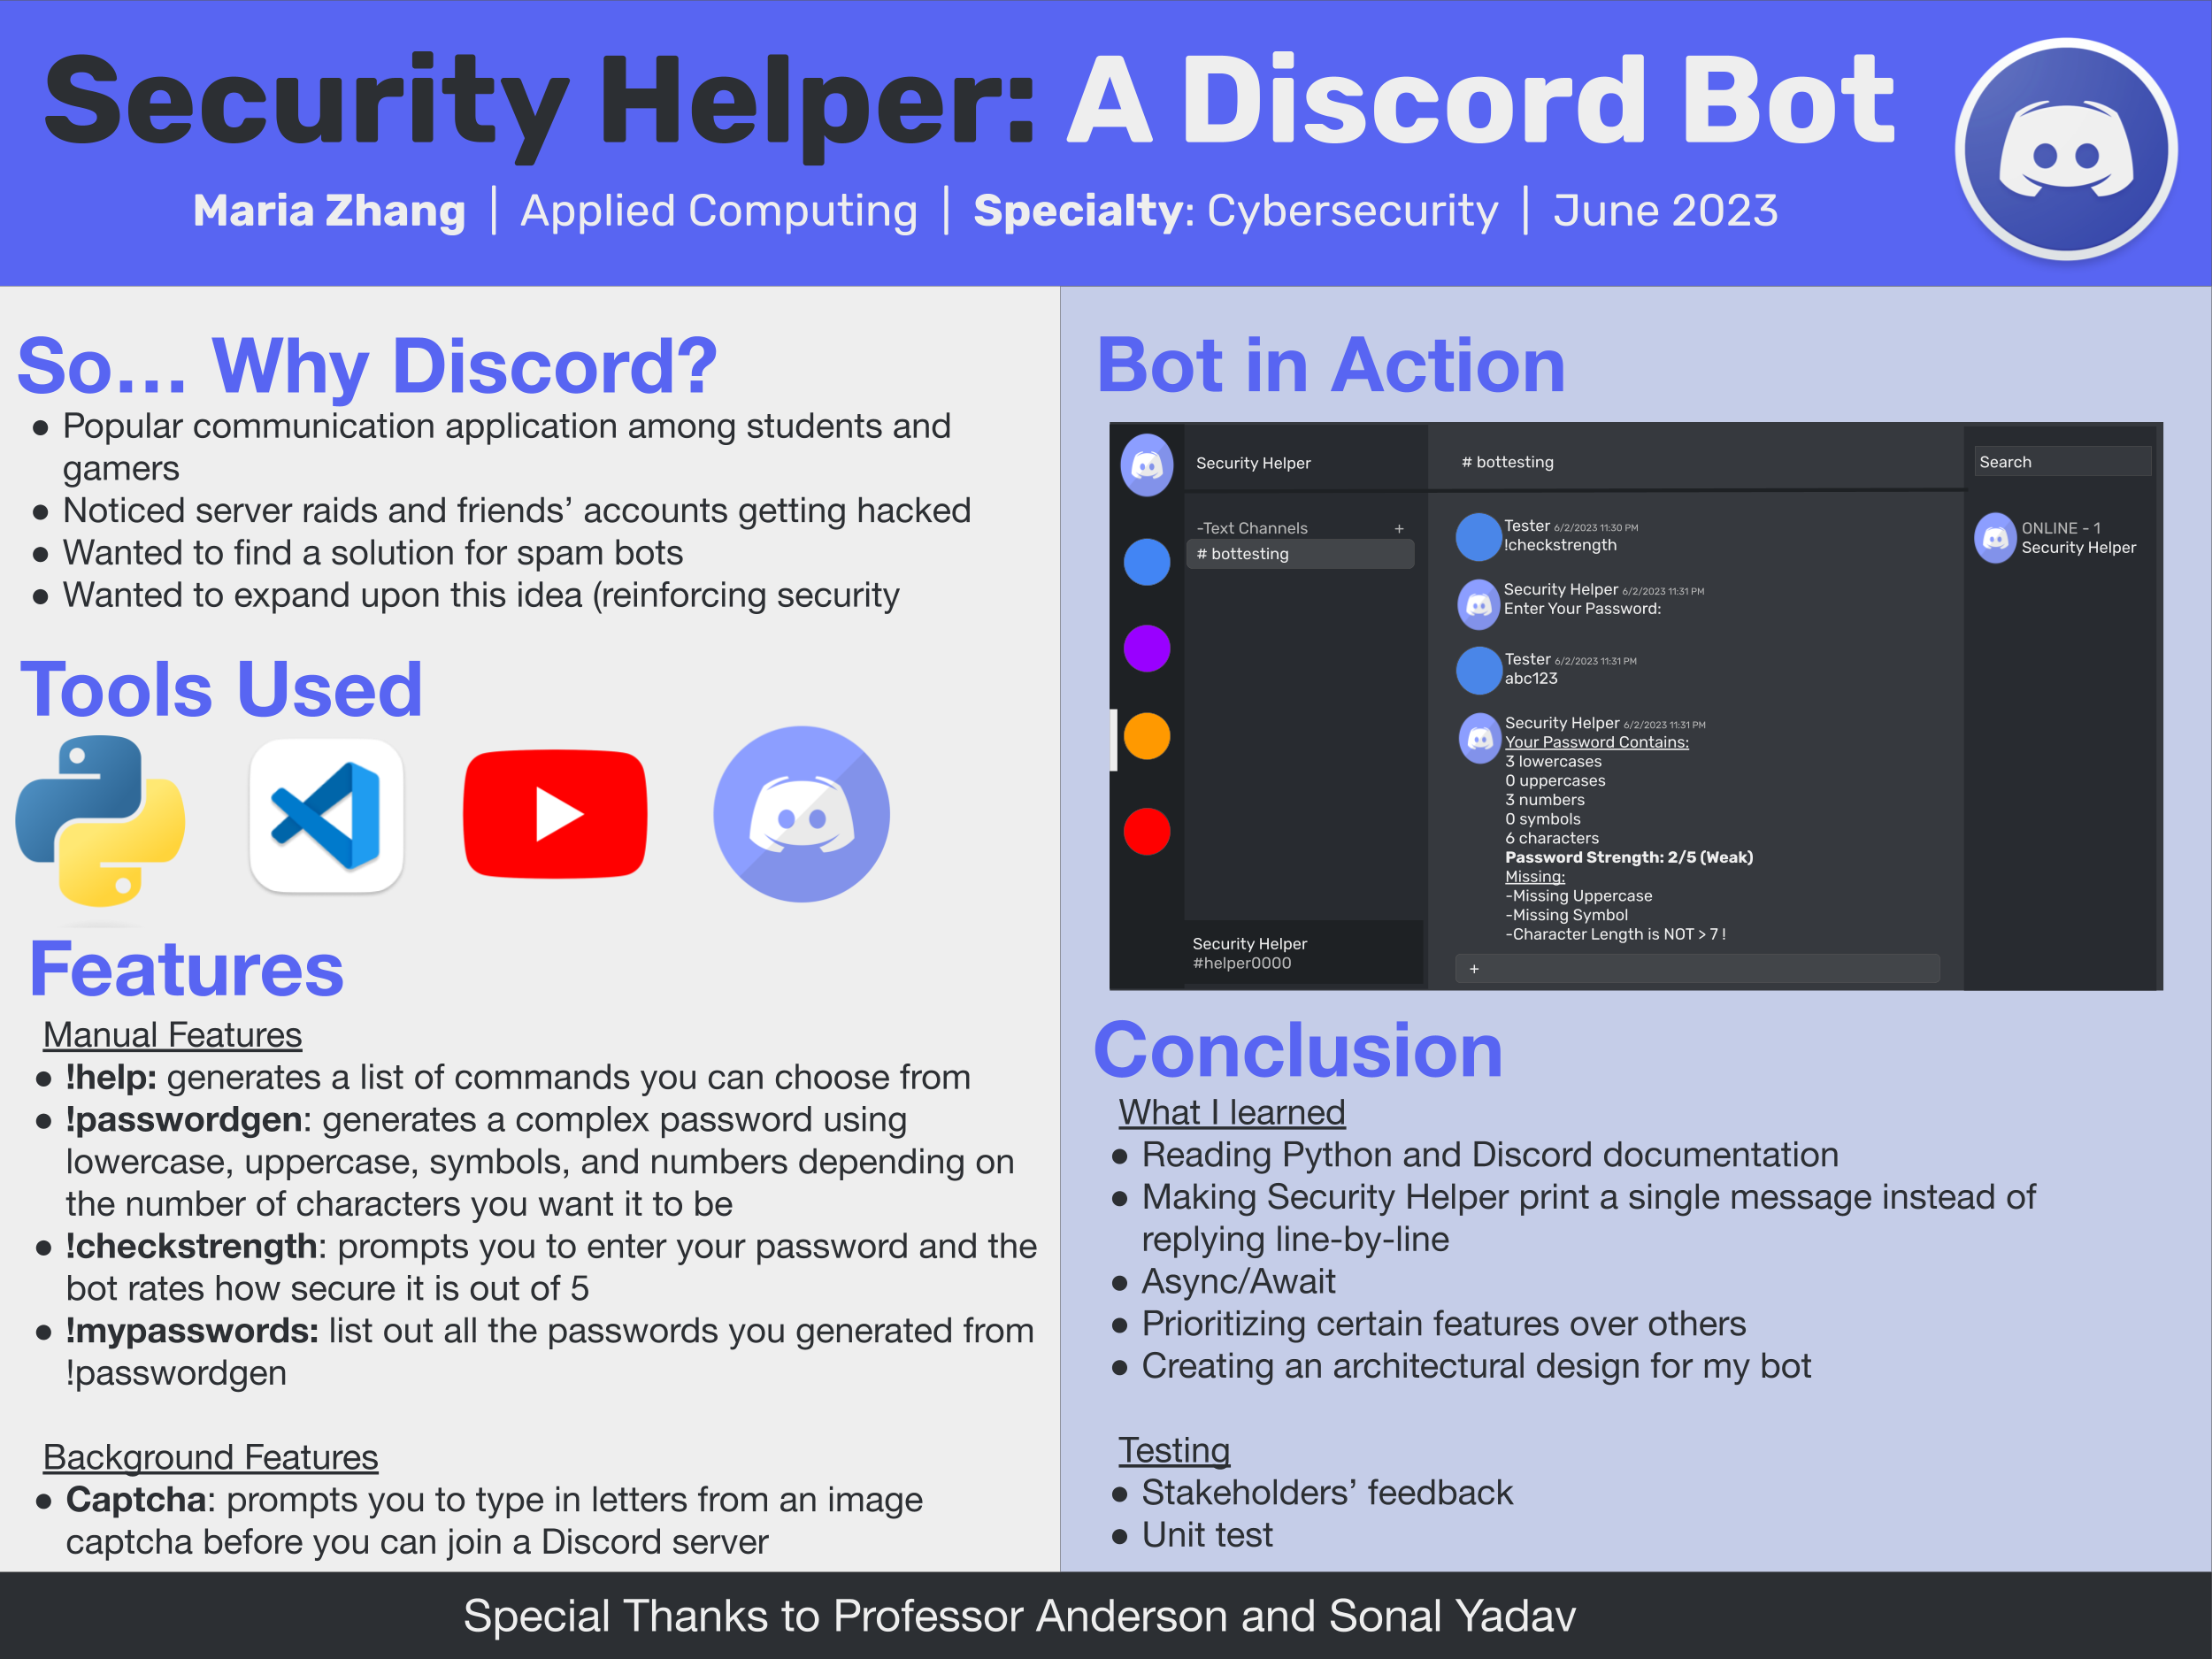 Security Helper: A Discord Bot
Maria Zhang | Applied Computing | Specialty: Cybersecurity | June 2023
So... Why Discord?
● Popular communication application among students and
gamers
● Noticed server raids and friends’ accounts getting hacked
● Wanted to find a solution for spam bots
● Wanted to expand upon this idea (reinforcing security
Tools Used
Features
Manual Features
● !help: generates a list of commands you can choose from
● !passwordgen: generates a complex password using
lowercase, uppercase, symbols, and numbers depending on
the number of characters you want it to be
● !checkstrength: prompts you to enter your password and the
bot rates how secure it is out of 5
● !mypasswords: list out all the passwords you generated from
!passwordgen
Background Features
● Captcha: prompts you to type in letters from an image
captcha before you can join a Discord server
Bot in Action
Security Helper
-Text Channels +
# bottesting
Security Helper
#helper0000
# bottesting
Tester 6/2/2023 11:30 PM
!checkstrength
Security Helper 6/2/2023 11:31 PM
Enter Your Password:
Tester 6/2/2023 11:31 PM
abc123
Security Helper 6/2/2023 11:31 PM
Your Password Contains:
3 lowercases
0 uppercases
3 numbers
0 symbols
6 characters
Password Strength: 2/5 (Weak)
Missing:
-Missing Uppercase
-Missing Symbol
-Character Length is NOT > 7 !
+
Search
ONLINE - 1
Security Helper
Conclusion
What I learned
● Reading Python and Discord documentation
● Making Security Helper print a single message instead of
replying line-by-line
● Async/Await
● Prioritizing certain features over others
● Creating an architectural design for my bot
Testing
● Stakeholders’ feedback
● Unit test
Special Thanks to Professor Anderson and Sonal Yadav